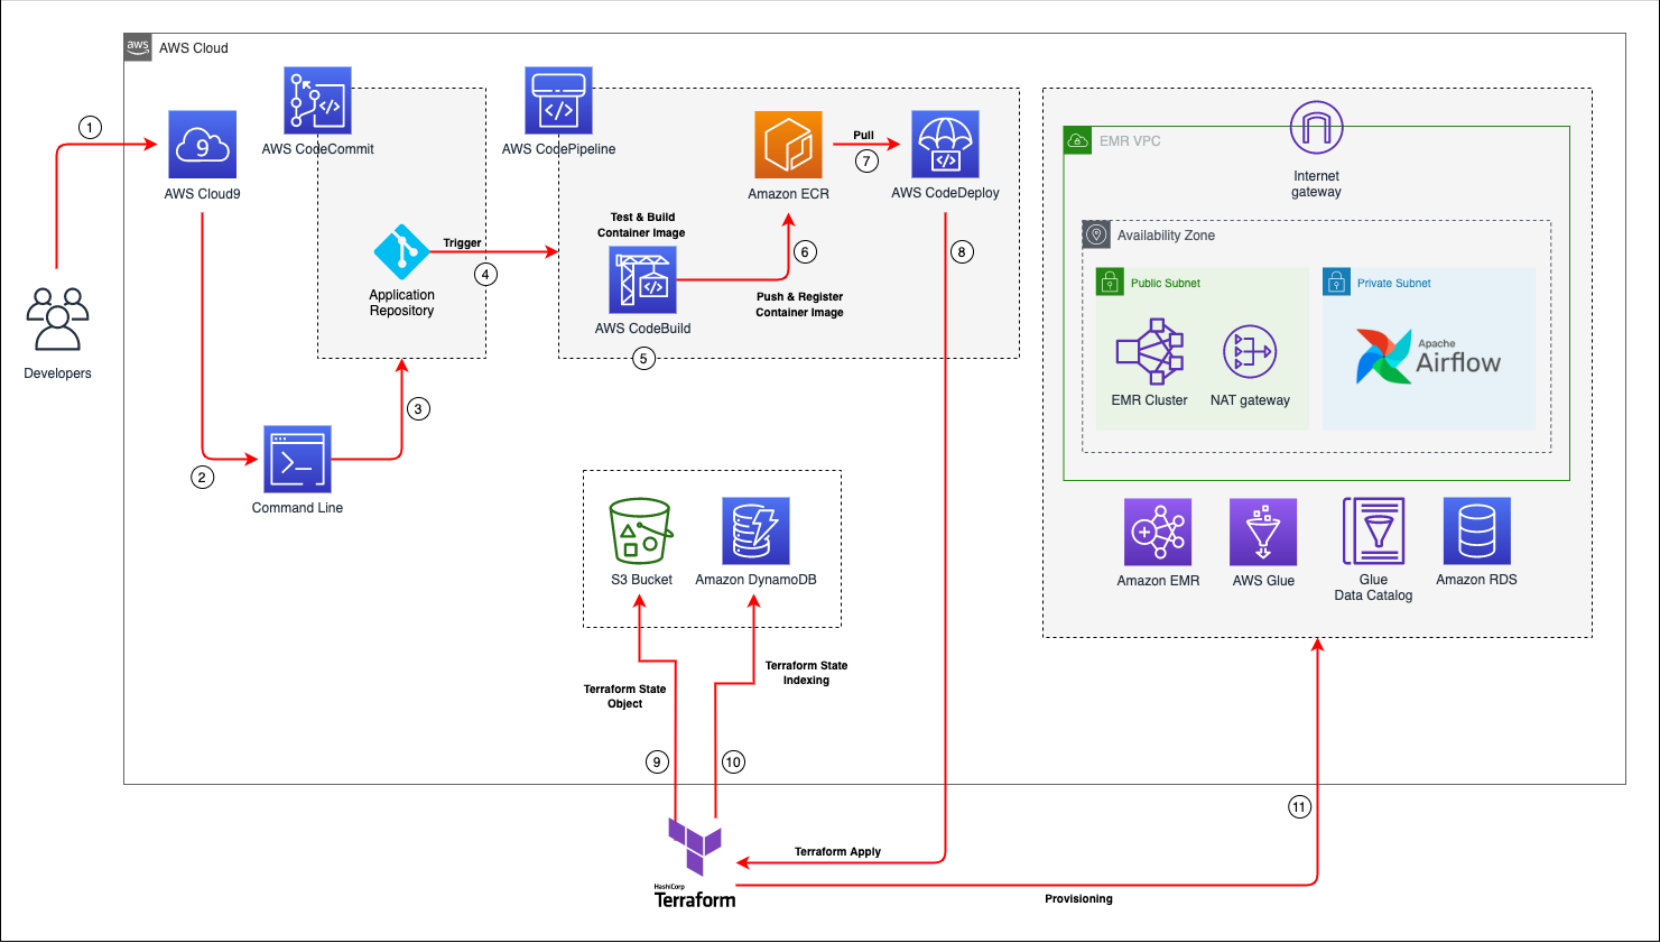 aws
AWS Cloud
1
9
AWS Cloud9
AWS CodeCommit
AWS CodePipeline
Amazon ECR
Pull
7
AWS CodeDeploy
Internet
gateway
EMR VPC
Developers
Application
Repository
Trigger
4
Test & Build
Container Image
AWS CodeBuild
5
6
Push & Register
Container Image
8
Availability Zone
Public Subnet
Private Subnet
EMR Cluster
NAT gateway
Apache
Airflow
2
Command Line
3
S3 Bucket
Amazon DynamoDB
Amazon EMR
AWS Glue
Glue
Data Catalog
Amazon RDS
Terraform State
Object
Terraform State
Indexing
9
10
11
HashiCorp
Terraform
Terraform Apply
Provisioning